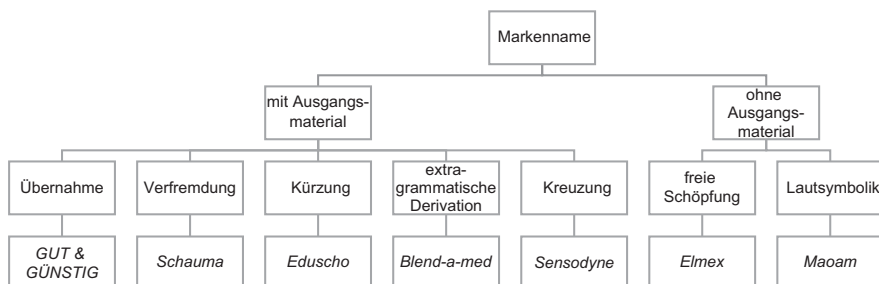 Markenname
mit Ausgangs-
material
ohne
Ausgangs-
material
Übernahme
Verfremdung
Kürzung
extra-
grammatische
Derivation
Kreuzung
freie
Schöpfung
Lautsymbolik
GUT &
GÜNSTIG
Schauma
Eduscho
Blend-a-med
Sensodyne
Elmex
Maoam